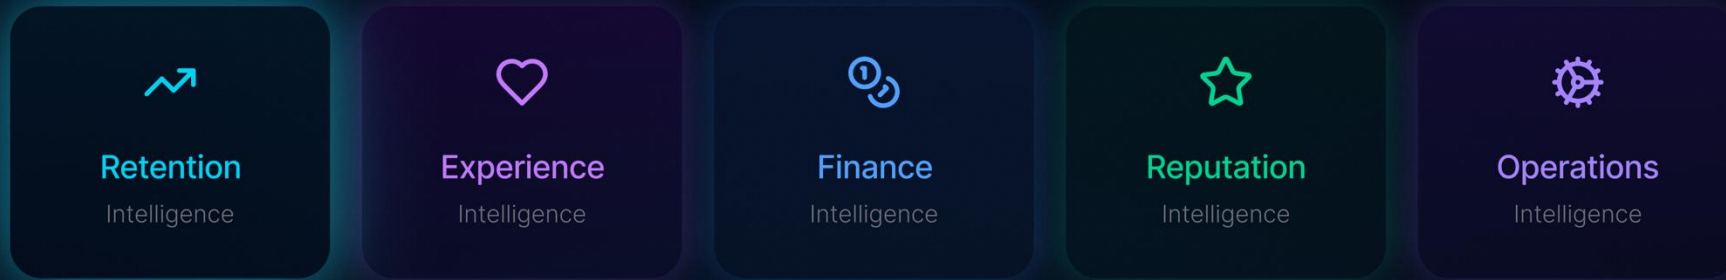 Retention
Intelligence
Experience
Intelligence
Finance
Intelligence
Reputation
Intelligence
Operations
Intelligence